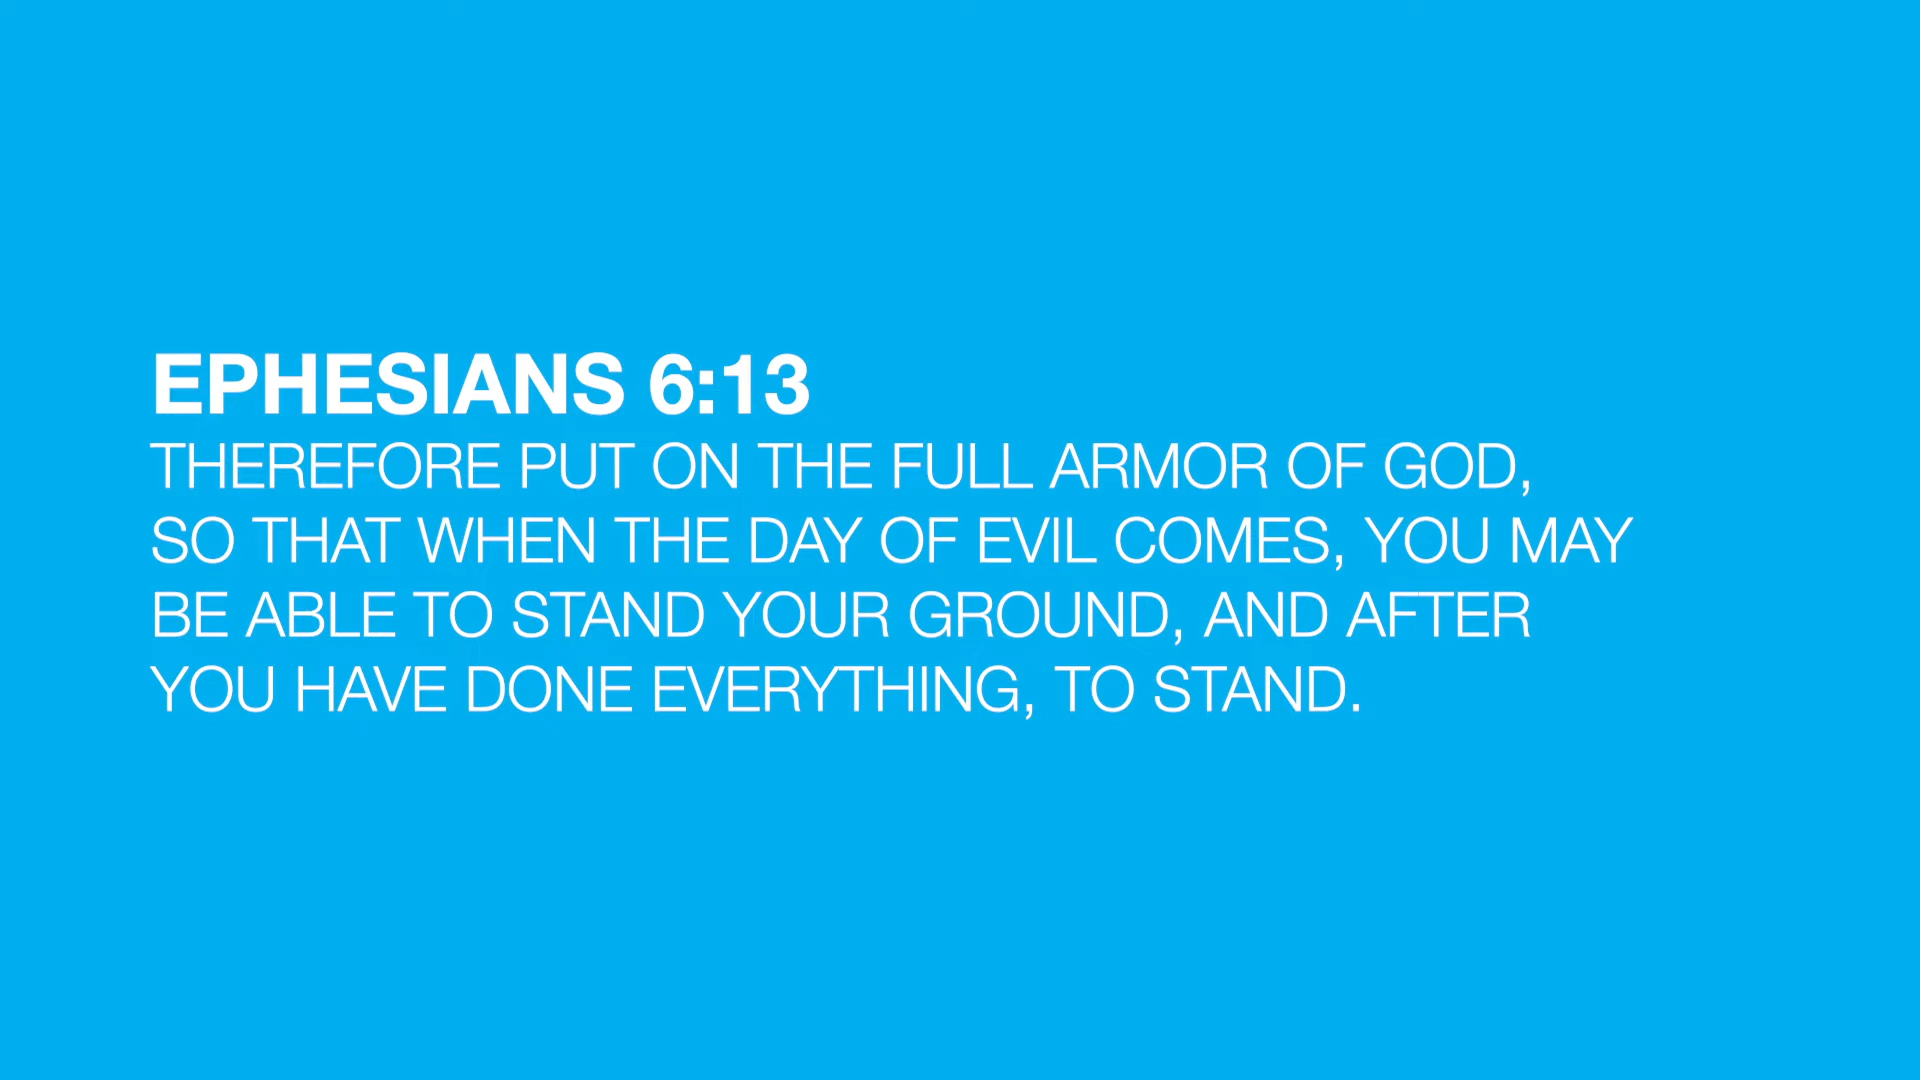 EPHESIANS 6:13
THEREFORE PUT ON THE FULL ARMOR OF GOD,
SO THAT WHEN THE DAY OF EVIL COMES, YOU MAY
BE ABLE TO STAND YOUR GROUND, AND AFTER
YOU HAVE DONE EVERYTHING, TO STAND.